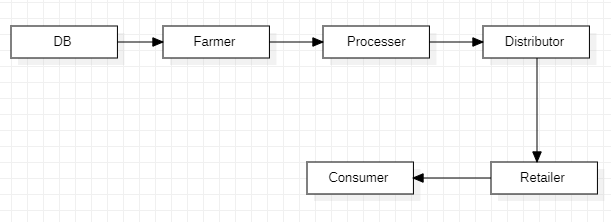 DB
Farmer
Processer
Distributor
Consumer
Retailer